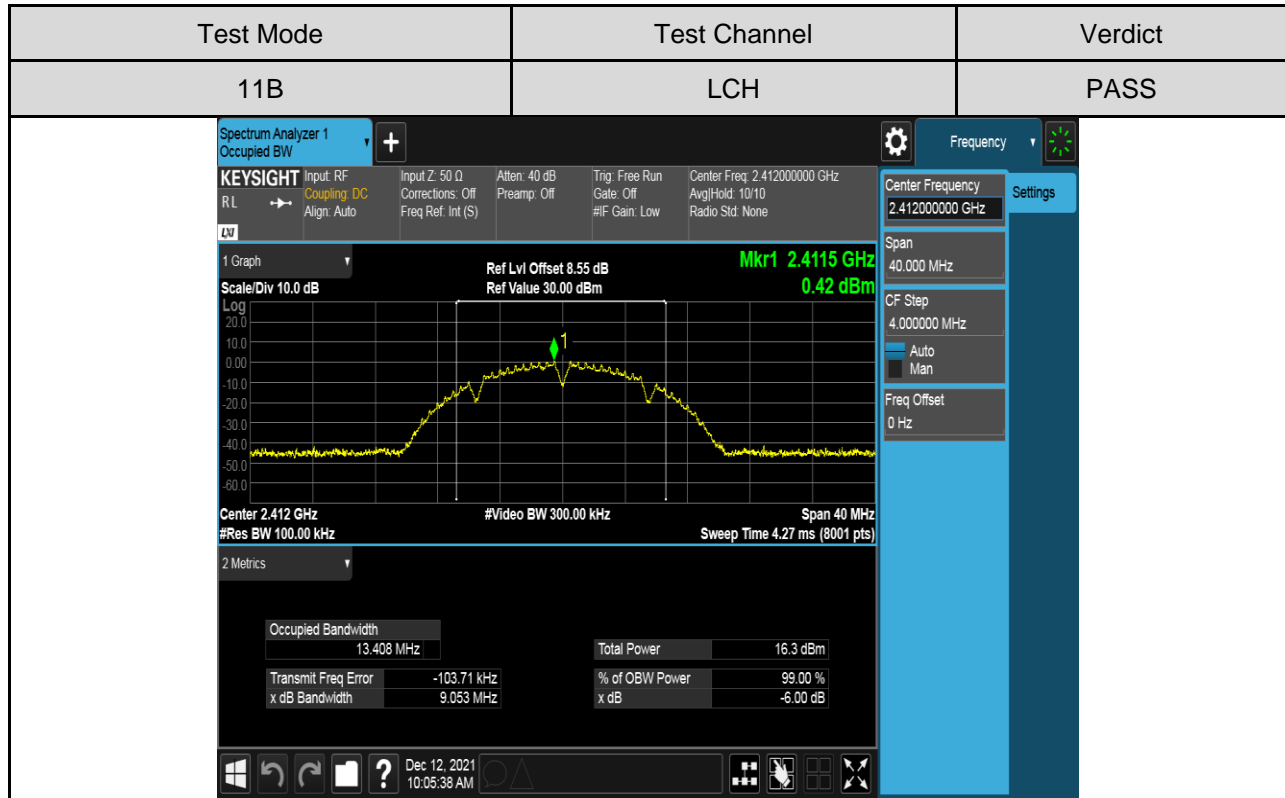 Test Mode Test Channel Verdict
11B LCH PASS
Spectrum Analyzer 1
Occupied BW
+
Frequency
KEYSIGHT Input: RF Input Z: 50 Ω Atten: 40 dB Trig: Free Run Center Freq: 2.412000000 GHz
RL Coupling: DC Corrections: Off Preamp: Off Gate: Off Avg|Hold: 10/10
Align: Auto Freq Ref: Int (S) #IF Gain: Low Radio Std: None
LXI
Center Frequency Settings
2.412000000 GHz
Span
40.000 MHz
CF Step
4.000000 MHz
Auto
Man
Freq Offset
0 Hz
1 Graph Ref Lvl Offset 8.55 dB Mkr1 2.4115 GHz
Scale/Div 10.0 dB Ref Value 30.00 dBm 0.42 dBm
Log
20.0
10.0
1
0.00
-10.0
-20.0
-30.0
-40.0
-50.0
-60.0
Center 2.412 GHz #Video BW 300.00 kHz Span 40 MHz
#Res BW 100.00 kHz Sweep Time 4.27 ms (8001 pts)
2 Metrics
Occupied Bandwidth
13.408 MHz Total Power 16.3 dBm
Transmit Freq Error -103.71 kHz % of OBW Power 99.00 %
x dB Bandwidth 9.053 MHz x dB -6.00 dB
? Dec 12, 2021
10:05:38 AM